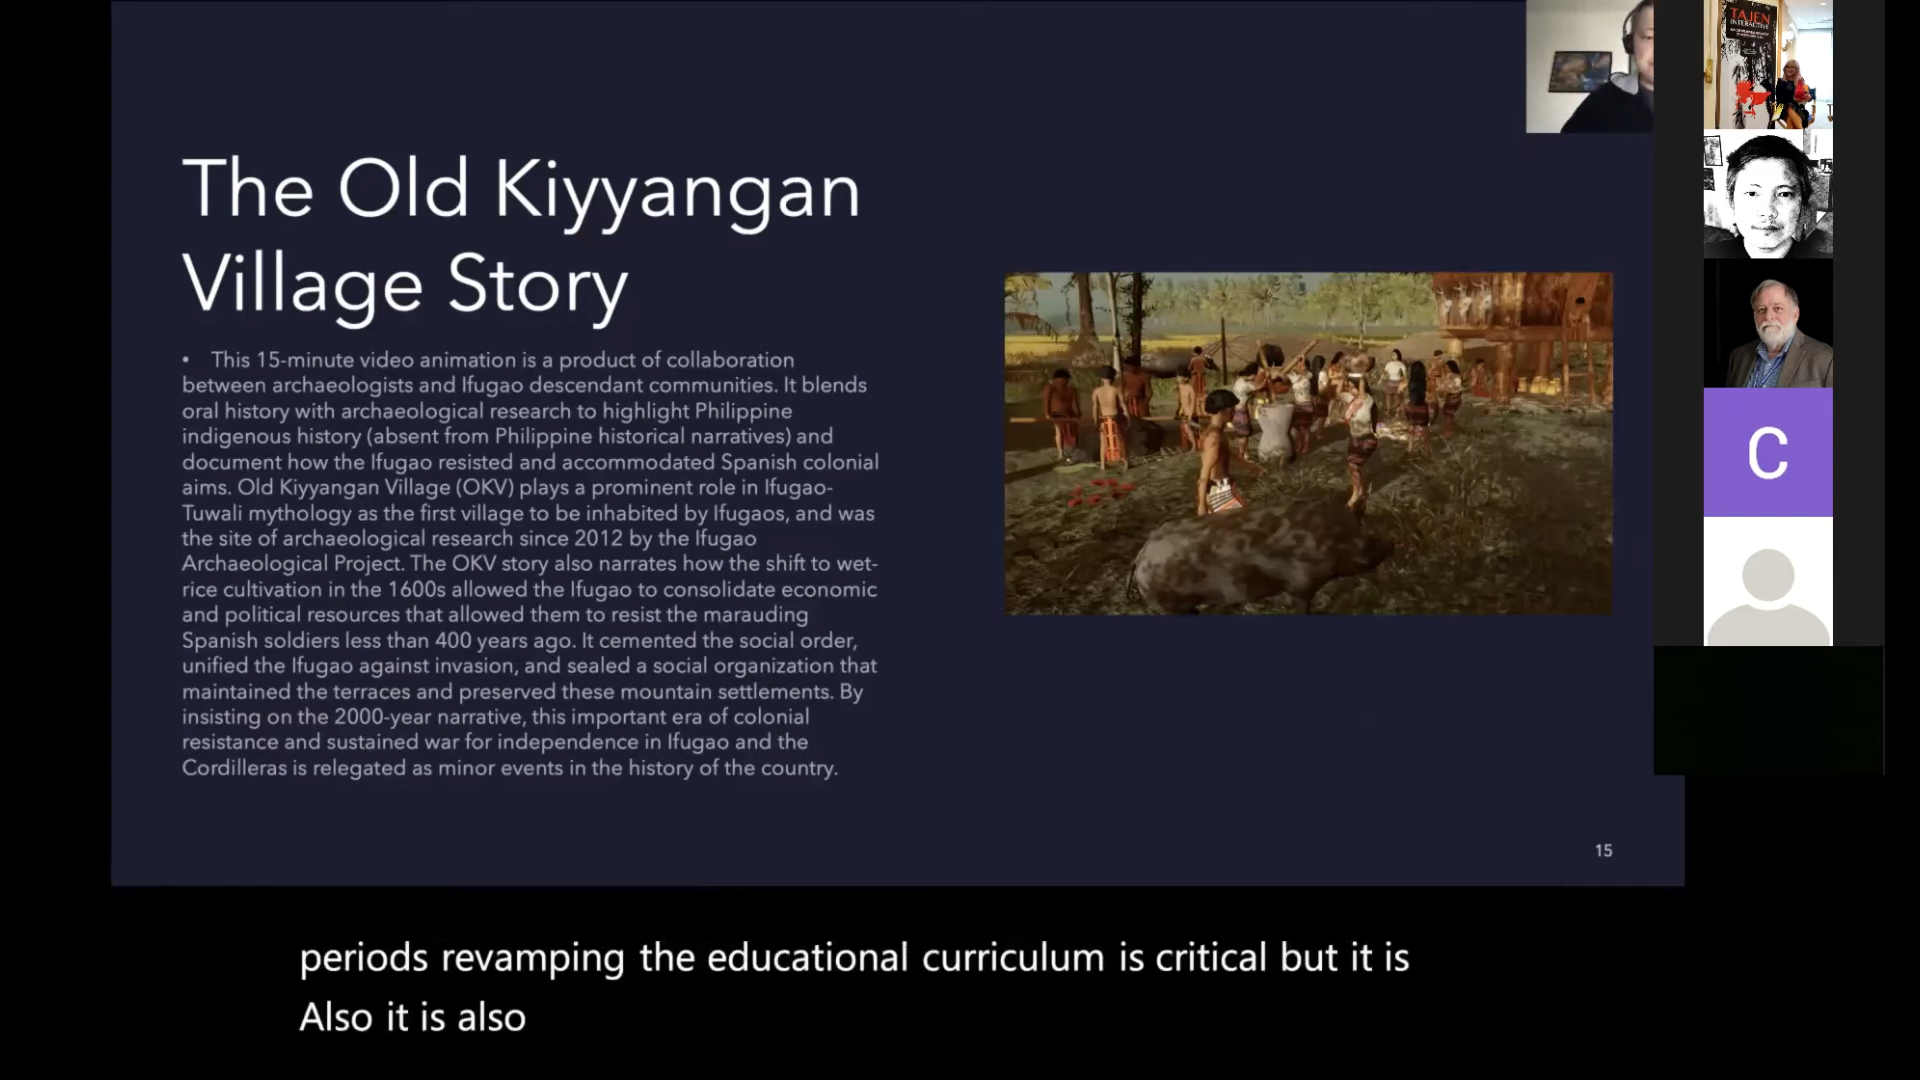 The Old Kiyyangan
Village Story
• This 15-minute video animation is a product of collaboration
between archaeologists and Ifugao descendant communities. It blends
oral history with archaeological research to highlight Philippine
indigenous history (absent from Philippine historical narratives) and
document how the Ifugao resisted and accommodated Spanish colonial
aims. Old Kiyyangan Village (OKV) plays a prominent role in Ifugao-
Tuwali mythology as the first village to be inhabited by Ifugaos, and was
the site of archaeological research since 2012 by the Ifugao
Archaeological Project. The OKV story also narrates how the shift to wet-
rice cultivation in the 1600s allowed the Ifugao to consolidate economic
and political resources that allowed them to resist the marauding
Spanish soldiers less than 400 years ago. It cemented the social order,
unified the Ifugao against invasion, and sealed a social organization that
maintained the terraces and preserved these mountain settlements. By
insisting on the 2000-year narrative, this important era of colonial
resistance and sustained war for independence in Ifugao and the
Cordilleras is relegated as minor events in the history of the country.
15
TAJEN
INTERACTIVE
C
periods revamping the educational curriculum is critical but it is
Also it is also